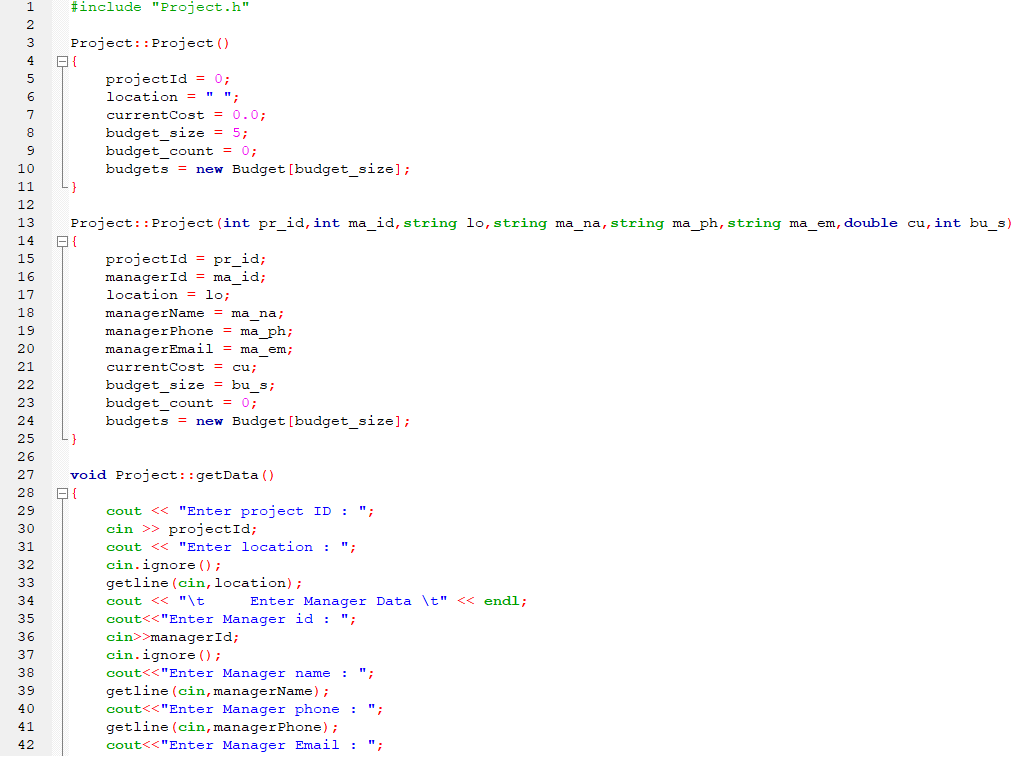 1 #include "Project.h"
2
3 Project::Project()
4 {
5 projectId = 0;
6 location = " ";
7 currentCost = 0.0;
8 budget_size = 5;
9 budget_count = 0;
10 budgets = new Budget[budget_size];
11 }
12
13 Project::Project(int pr_id,int ma_id,string lo,string ma_na,string ma_ph,string ma_em,double cu,int bu_s)
14 {
15 projectId = pr_id;
16 managerId = ma_id;
17 location = lo;
18 managerName = ma_na;
19 managerPhone = ma_ph;
20 managerEmail = ma_em;
21 currentCost = cu;
22 budget_size = bu_s;
23 budget_count = 0;
24 budgets = new Budget[budget_size];
25 }
26
27 void Project::getData()
28 {
29 cout << "Enter project ID : ";
30 cin >> projectId;
31 cout << "Enter location : ";
32 cin.ignore();
33 getline(cin,location);
34 cout << "\t     Enter Manager Data \t" << endl;
35 cout<<"Enter Manager id : ";
36 cin>>managerId;
37 cin.ignore();
38 cout<<"Enter Manager name : ";
39 getline(cin,managerName);
40 cout<<"Enter Manager phone : ";
41 getline(cin,managerPhone);
42 cout<<"Enter Manager Email : ";